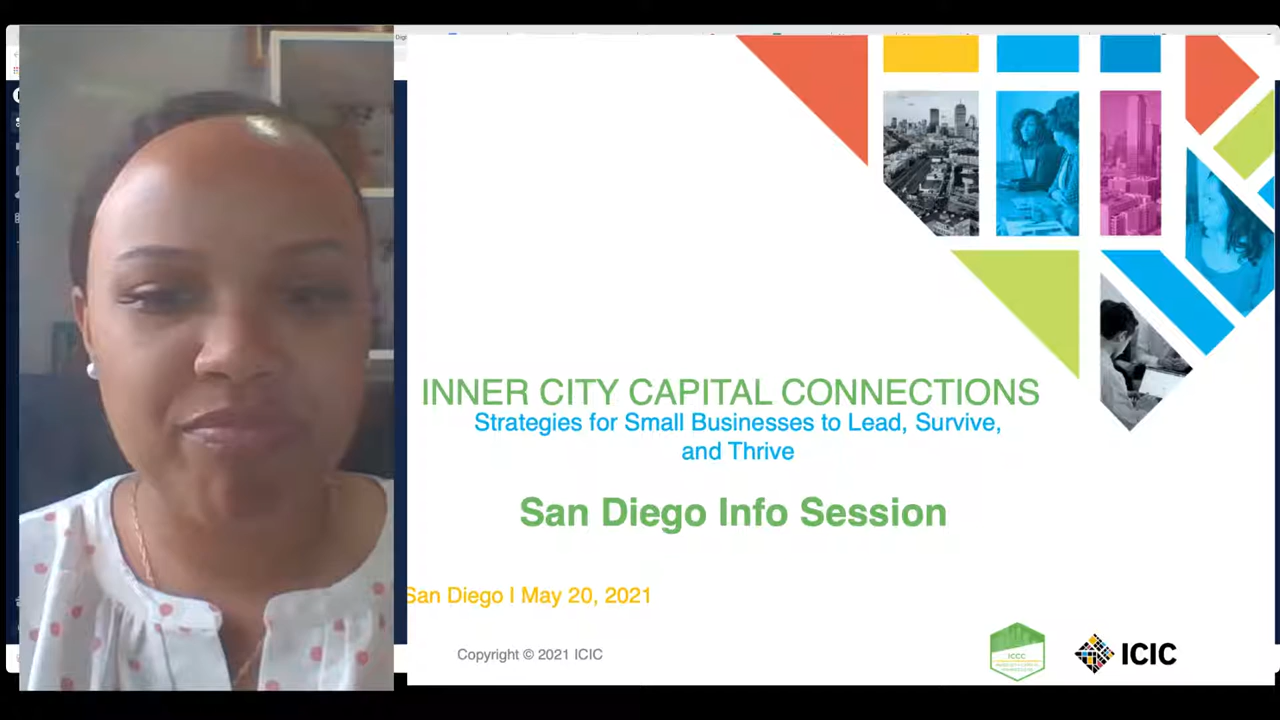 INNER CITY CAPITAL CONNECTIONS
Strategies for Small Businesses to Lead, Survive,
and Thrive
San Diego Info Session
San Diego I May 20, 2021
Copyright © 2021 ICIC
ICCC
ICIC